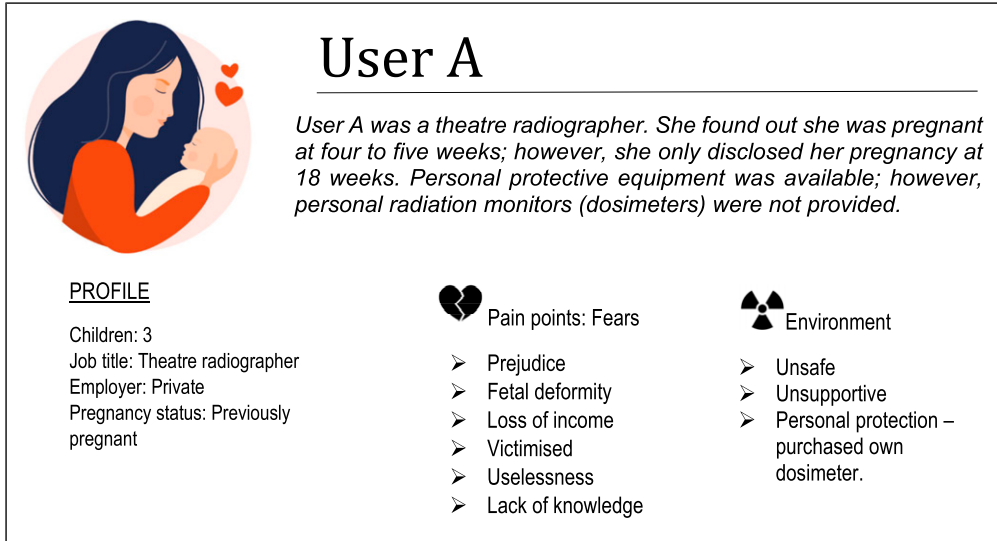 User A
User A was a theatre radiographer. She found out she was pregnant
at four to five weeks; however, she only disclosed her pregnancy at
18 weeks. Personal protective equipment was available; however,
personal radiation monitors (dosimeters) were not provided.
PROFILE
Children: 3
Job title: Theatre radiographer
Employer: Private
Pregnancy status: Previously
pregnant
Pain points: Fears
➢ Prejudice
➢ Fetal deformity
➢ Loss of income
➢ Victimised
➢ Uselessness
➢ Lack of knowledge
Environment
➢ Unsafe
➢ Unsupportive
➢ Personal protection –
purchased own
dosimeter.